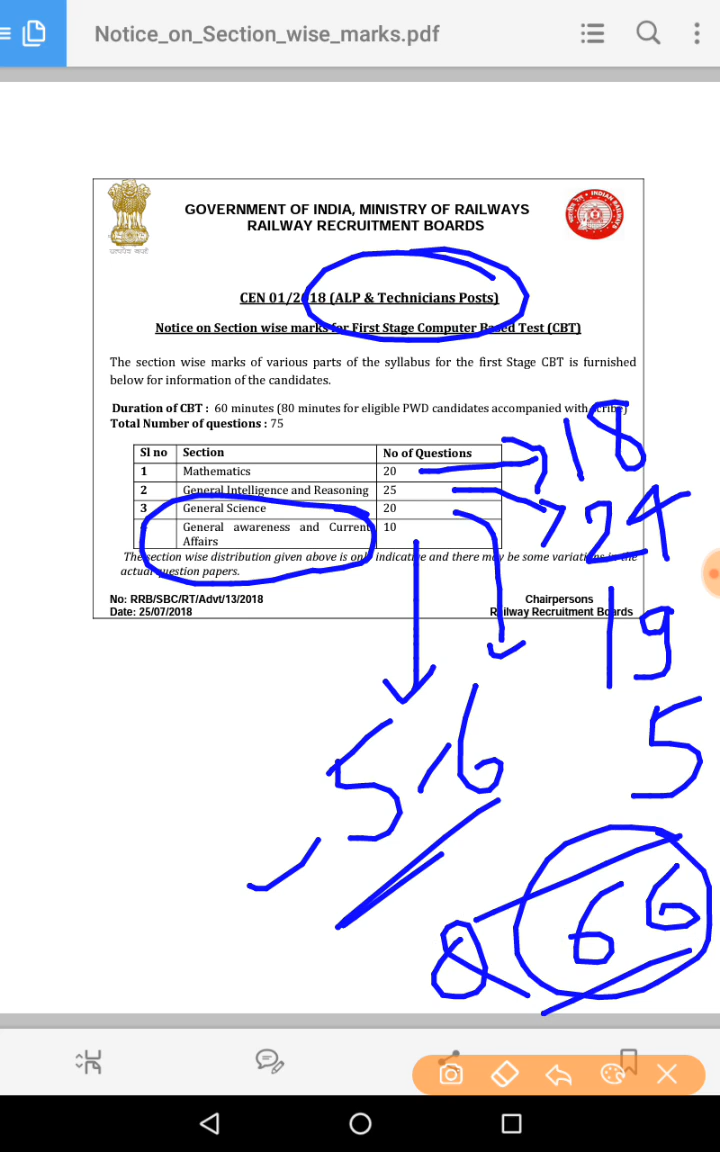 Notice_on_Section_wise_marks.pdf
GOVERNMENT OF INDIA, MINISTRY OF RAILWAYS
RAILWAY RECRUITMENT BOARDS
CEN 01/2018 (ALP & Technicians Posts)
Notice on Section wise marks for First Stage Computer Based Test (CBT)
The section wise marks of various parts of the syllabus for the first Stage CBT is furnished
below for information of the candidates.
Duration of CBT : 60 minutes (80 minutes for eligible PWD candidates accompanied with scribe)
Total Number of questions : 75
Sl no Section No of Questions
1 Mathematics 20
2 General Intelligence and Reasoning 25
3 General Science 20
General awareness and Current 10
Affairs
The section wise distribution given above is only indicative and there may be some variations in the
actual question papers.
No: RRB/SBC/RT/Advt/13/2018 Chairpersons
Date: 25/07/2018 Railway Recruitment Boards
18
24
19
5
5, 6
8 66